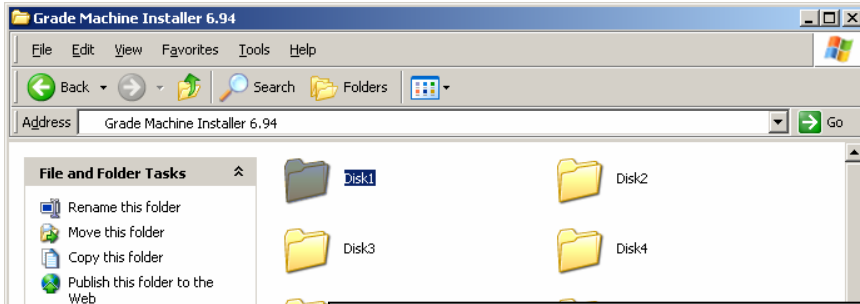 Grade Machine Installer 6.94
File Edit View Favorites Tools Help
Back Search Folders
Address Grade Machine Installer 6.94 Go
File and Folder Tasks
Rename this folder
Move this folder
Copy this folder
Publish this folder to the
Web
Disk1 Disk2
Disk3 Disk4